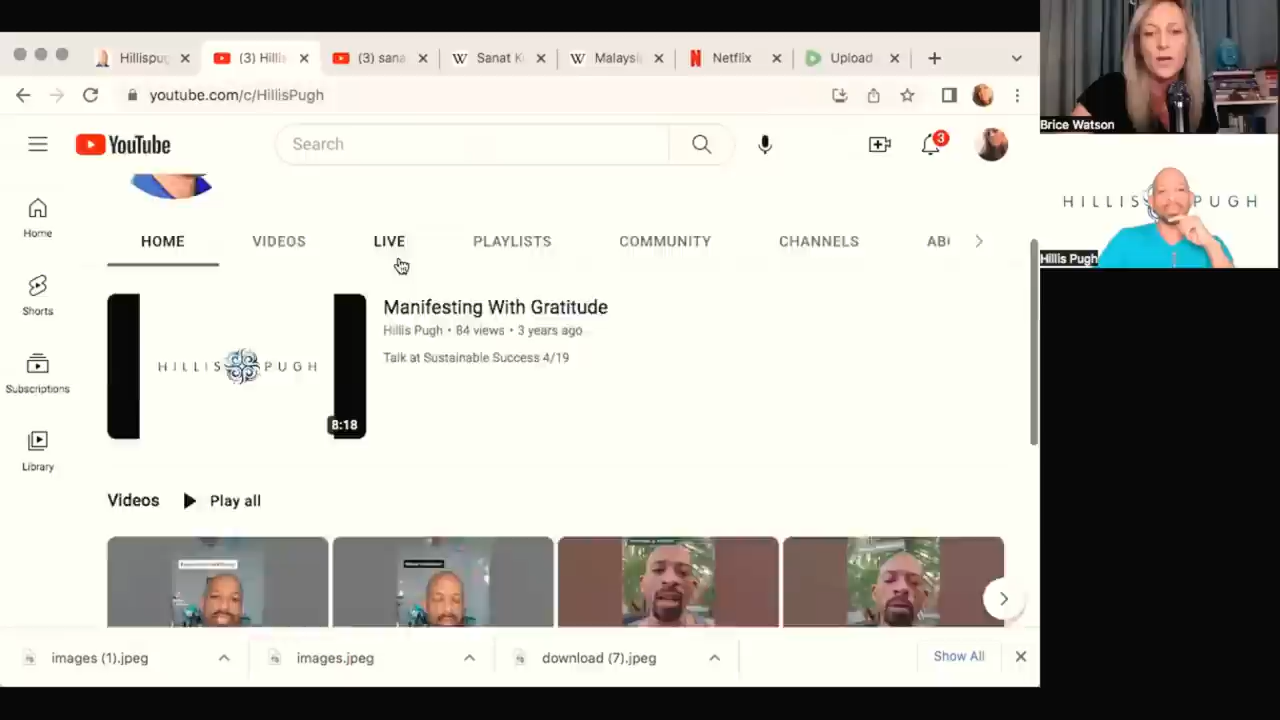 Hillispu
(3) Hillis
(3) sana
Sanat K
Malaysi
Netflix
Upload
youtube.com/c/HillisPugh
YouTube
Search
3
Home
Shorts
Subscriptions
Library
HOME
VIDEOS
LIVE
PLAYLISTS
COMMUNITY
CHANNELS
AB
HILLIS PUGH
8:18
Manifesting With Gratitude
Hillis Pugh • 84 views • 3 years ago
Talk at Sustainable Success 4/19
Videos
Play all
images (1).jpeg
images.jpeg
download (7).jpeg
Show All
Brice Watson
HILLIS PUGH
Hillis Pugh